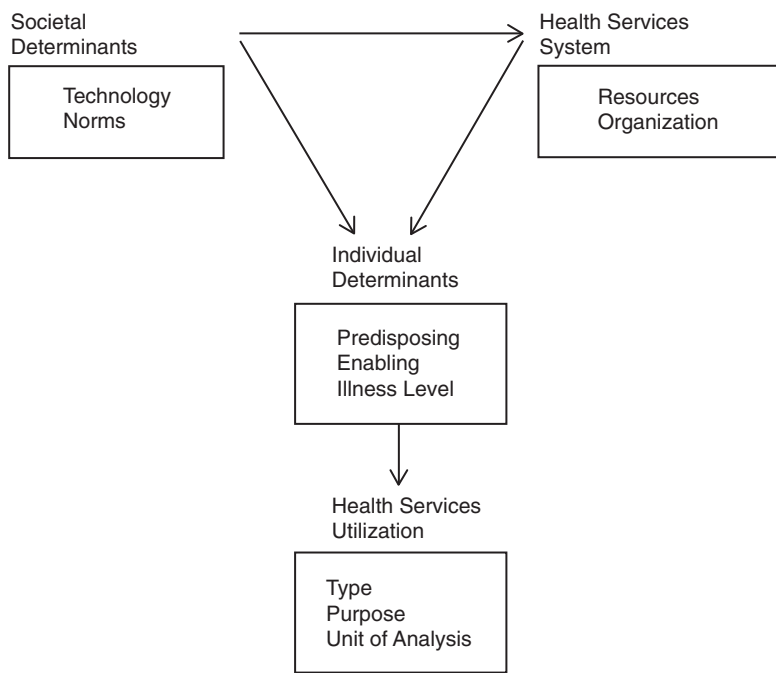 Societal
Determinants
Technology
Norms
Health Services
System
Resources
Organization
Individual
Determinants
Predisposing
Enabling
Illness Level
Health Services
Utilization
Type
Purpose
Unit of Analysis